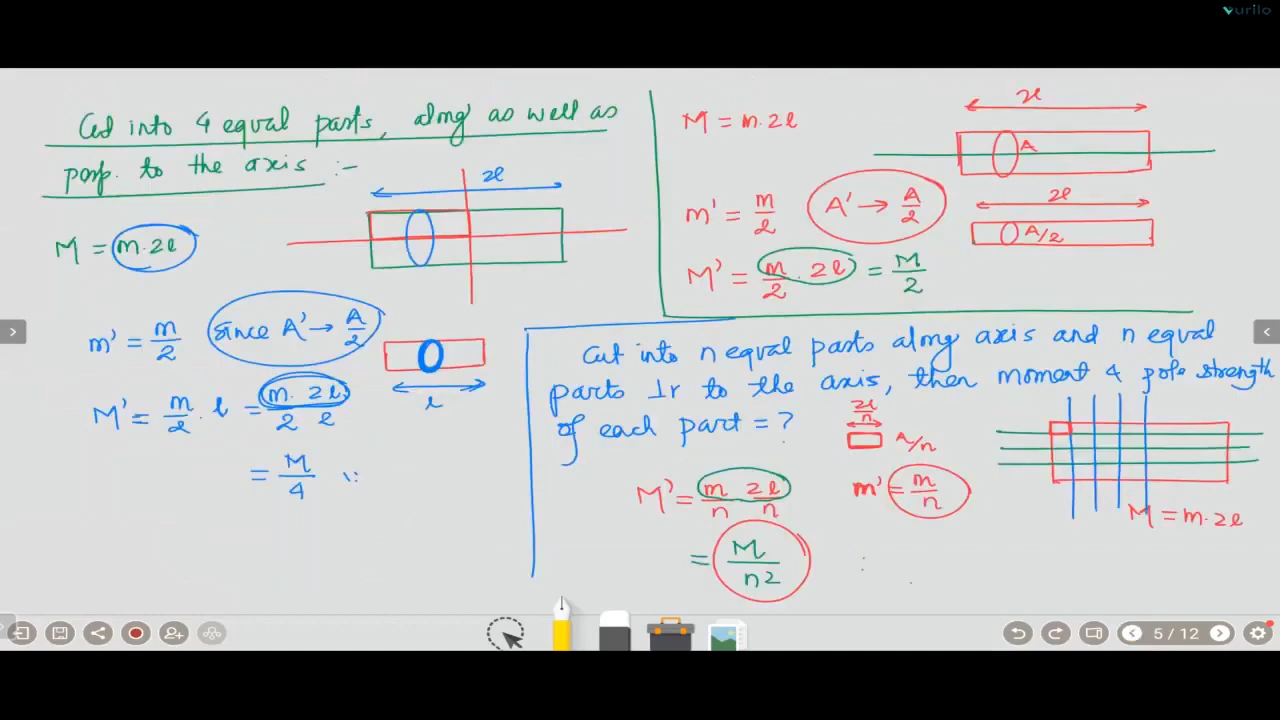 vurilo
Cut into 4 equal parts, along as well as
perp. to the axis :-
2l
M = m.2l
m' = m/2 (since A' → A/2)
l
M' = m/2 . l = m. 2l / 2 2
= M/4
M = m.2l
2l
A
m' = m/2
A' → A/2
2l
A/2
M' = m/2 . 2l = M/2
Cut into n equal parts along axis and n equal
parts ⊥r to the axis, then moment & pole strength
of each part = ?
2l/n
A/n
M' = m/n 2l/n
m' = m/n
M = m.2l
= M/n2
5 / 12